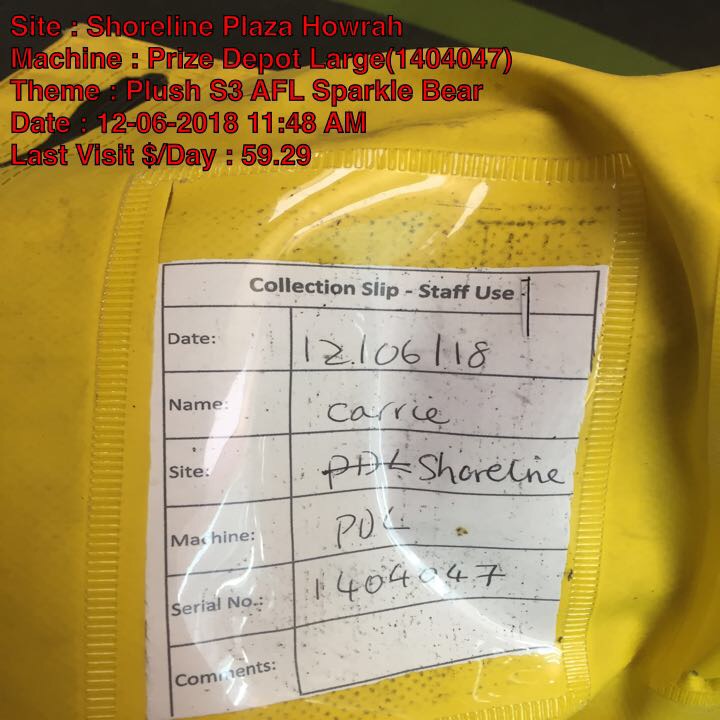 Site : Shoreline Plaza Howrah
Machine : Prize Depot Large(1404047)
Theme : Plush S3 AFL Sparkle Bear
Date : 12-06-2018 11:48 AM
Last Visit $/Day : 59.29
Collection Slip - Staff Use
Date: 12/06/18
Name: Carrie
Site: PDL Shoreline
Machine: PDL
Serial No.: 1404047
Comments: